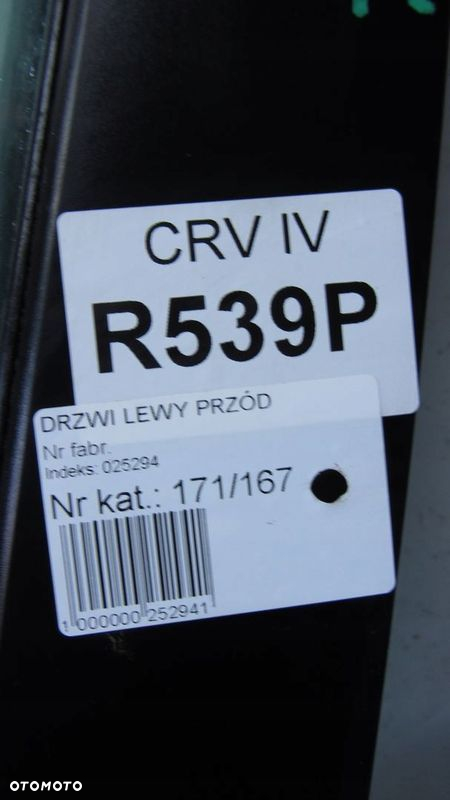 CRV IV
R539P
DRZWI LEWY PRZÓD
Nr fabr.
Indeks: 025294
Nr kat.: 171/167
1 000000 252941
OTOMOTO